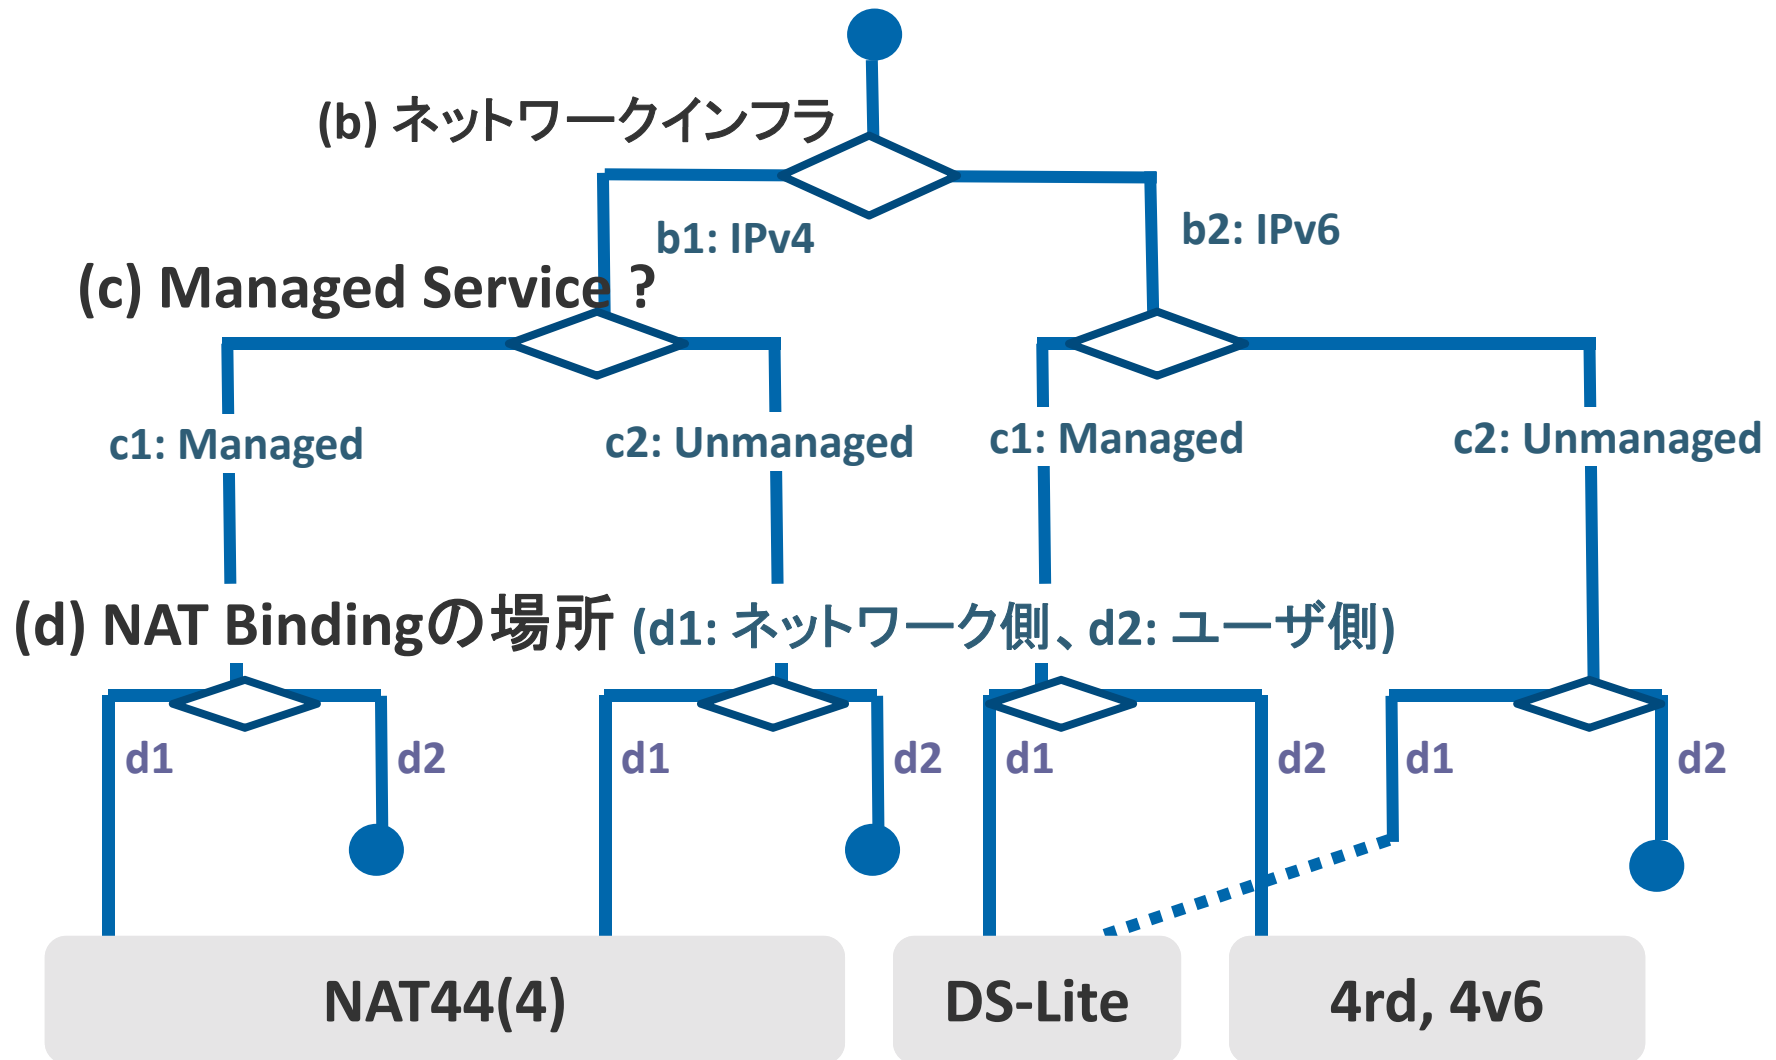 (b) ネットワークインフラ
b1: IPv4
b2: IPv6
(c) Managed Service ?
c1: Managed
c2: Unmanaged
c1: Managed
c2: Unmanaged
(d) NAT Bindingの場所 (d1: ネットワーク側、d2: ユーザ側)
d1
d2
d1
d2
d1
d2
d1
d2
NAT44(4)
DS-Lite
4rd, 4v6